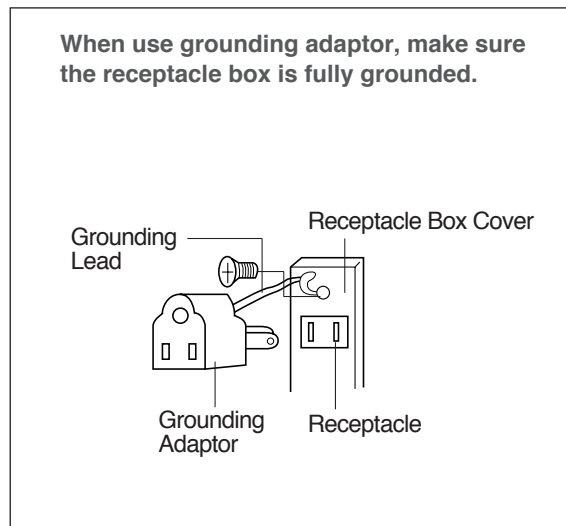 When use grounding adaptor, make sure
the receptacle box is fully grounded.
Receptacle Box Cover
Grounding
Lead
Grounding
Adaptor
Receptacle